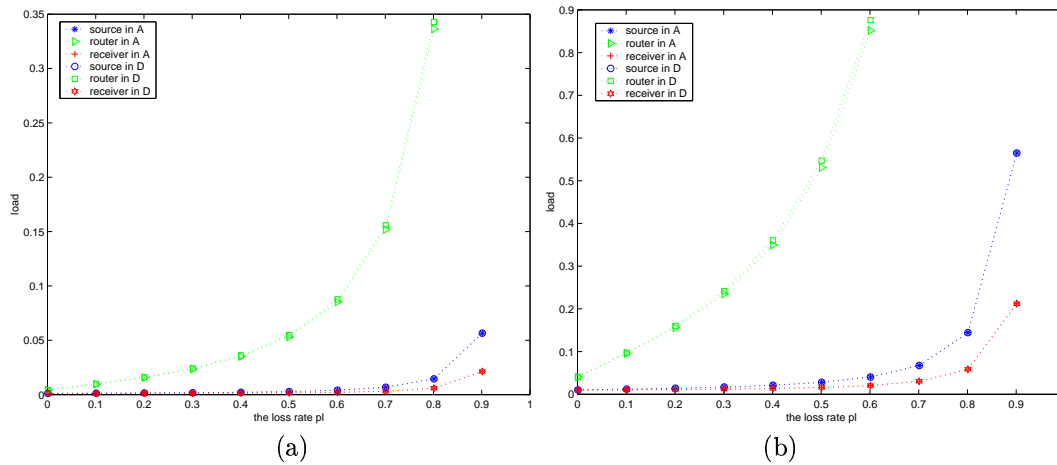 0.35
0.3
0.25
0.2
0.15
0.1
0.05
0
load
source in A
router in A
receiver in A
source in D
router in D
receiver in D
0 0.1 0.2 0.3 0.4 0.5 0.6 0.7 0.8 0.9 1
the loss rate pl
(a)
0.9
0.8
0.7
0.6
0.5
0.4
0.3
0.2
0.1
0
load
source in A
router in A
receiver in A
source in D
router in D
receiver in D
0 0.1 0.2 0.3 0.4 0.5 0.6 0.7 0.8 0.9
the loss rate pl
(b)